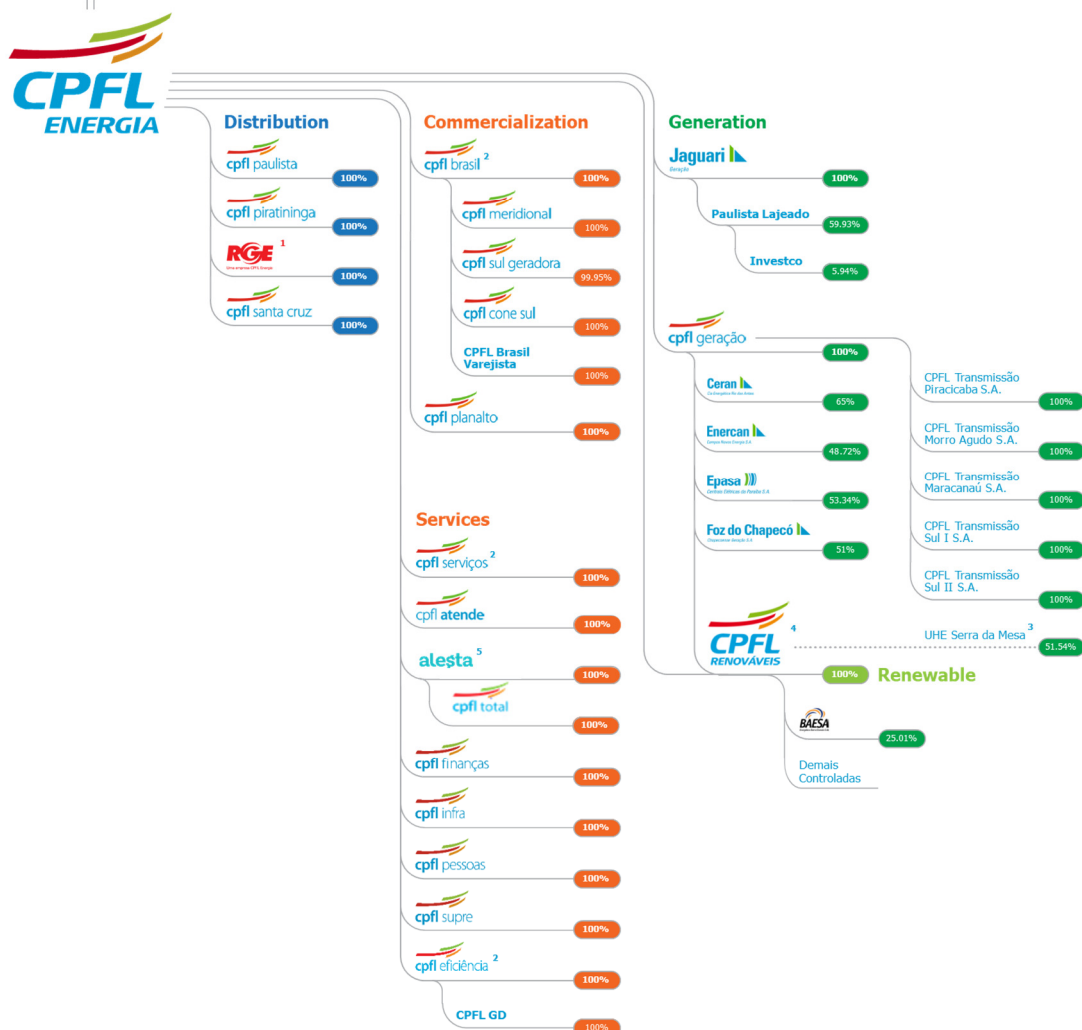 CPFL
ENERGIA
Distribution
cpfl paulista
100%
cpfl piratininga
100%
RGE 1
Uma empresa CPFL Energia
100%
cpfl santa cruz
100%
Commercialization
cpfl brasil 2
100%
cpfl meridional
100%
cpfl sul geradora
99.95%
cpfl cone sul
100%
CPFL Brasil
Varejista
100%
cpfl planalto
100%
Services
cpfl serviços 2
100%
cpfl atende
100%
alesta 5
100%
cpfl total
100%
cpfl finanças
100%
cpfl infra
100%
cpfl pessoas
100%
cpfl supre
100%
cpfl eficiência 2
100%
CPFL GD
100%
Generation
Jaguari
Geração
100%
Paulista Lajeado
59.93%
Investco
5.94%
cpfl geração
100%
Ceran
65%
Enercan
48.72%
Epasa
53.34%
Foz do Chapecó
51%
CPFL Transmissão
Piracicaba S.A.
100%
CPFL Transmissão
Morro Agudo S.A.
100%
CPFL Transmissão
Maracanaú S.A.
100%
CPFL Transmissão
Sul I S.A.
100%
CPFL Transmissão
Sul II S.A.
100%
UHE Serra da Mesa 3
51.54%
CPFL 4
RENOVÁVEIS
100% Renewable
BAESA
25.01%
Demais
Controladas